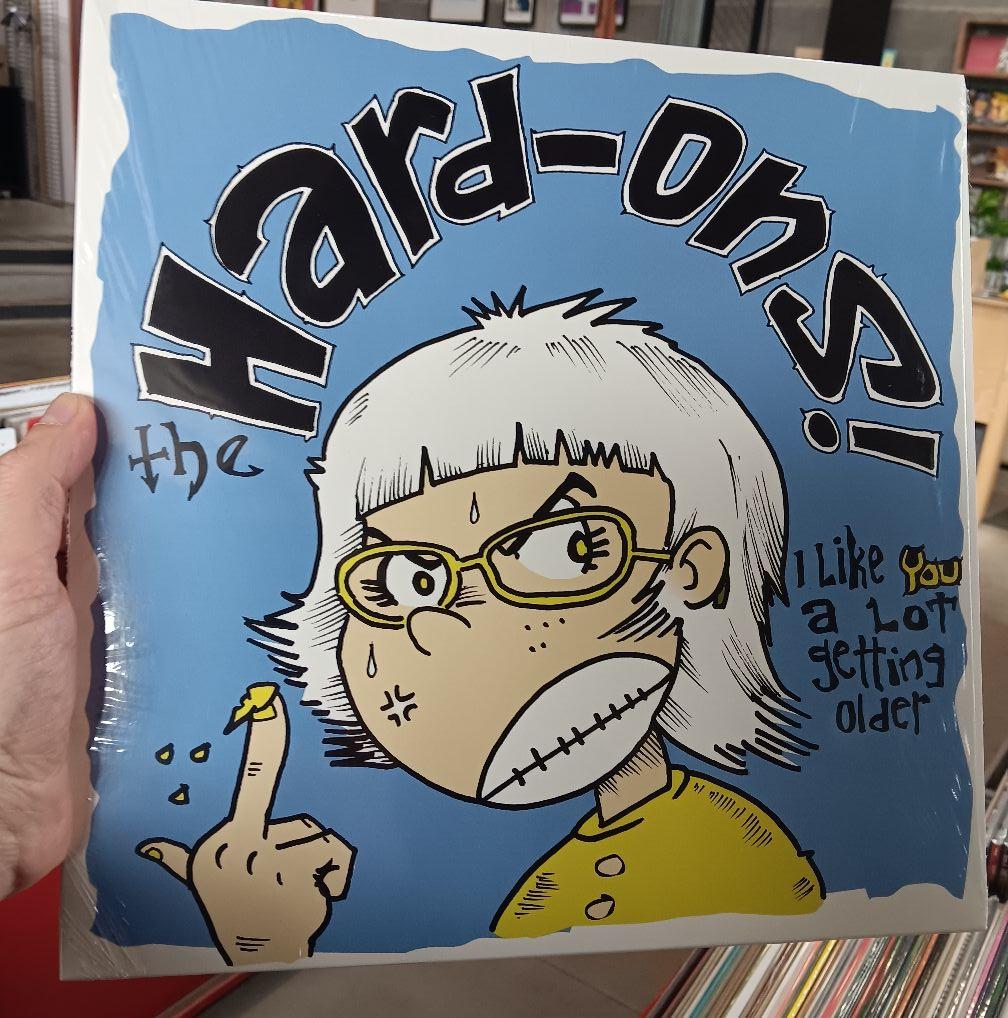 the
Hard-ons!
I Like You
a Lot
getting
older